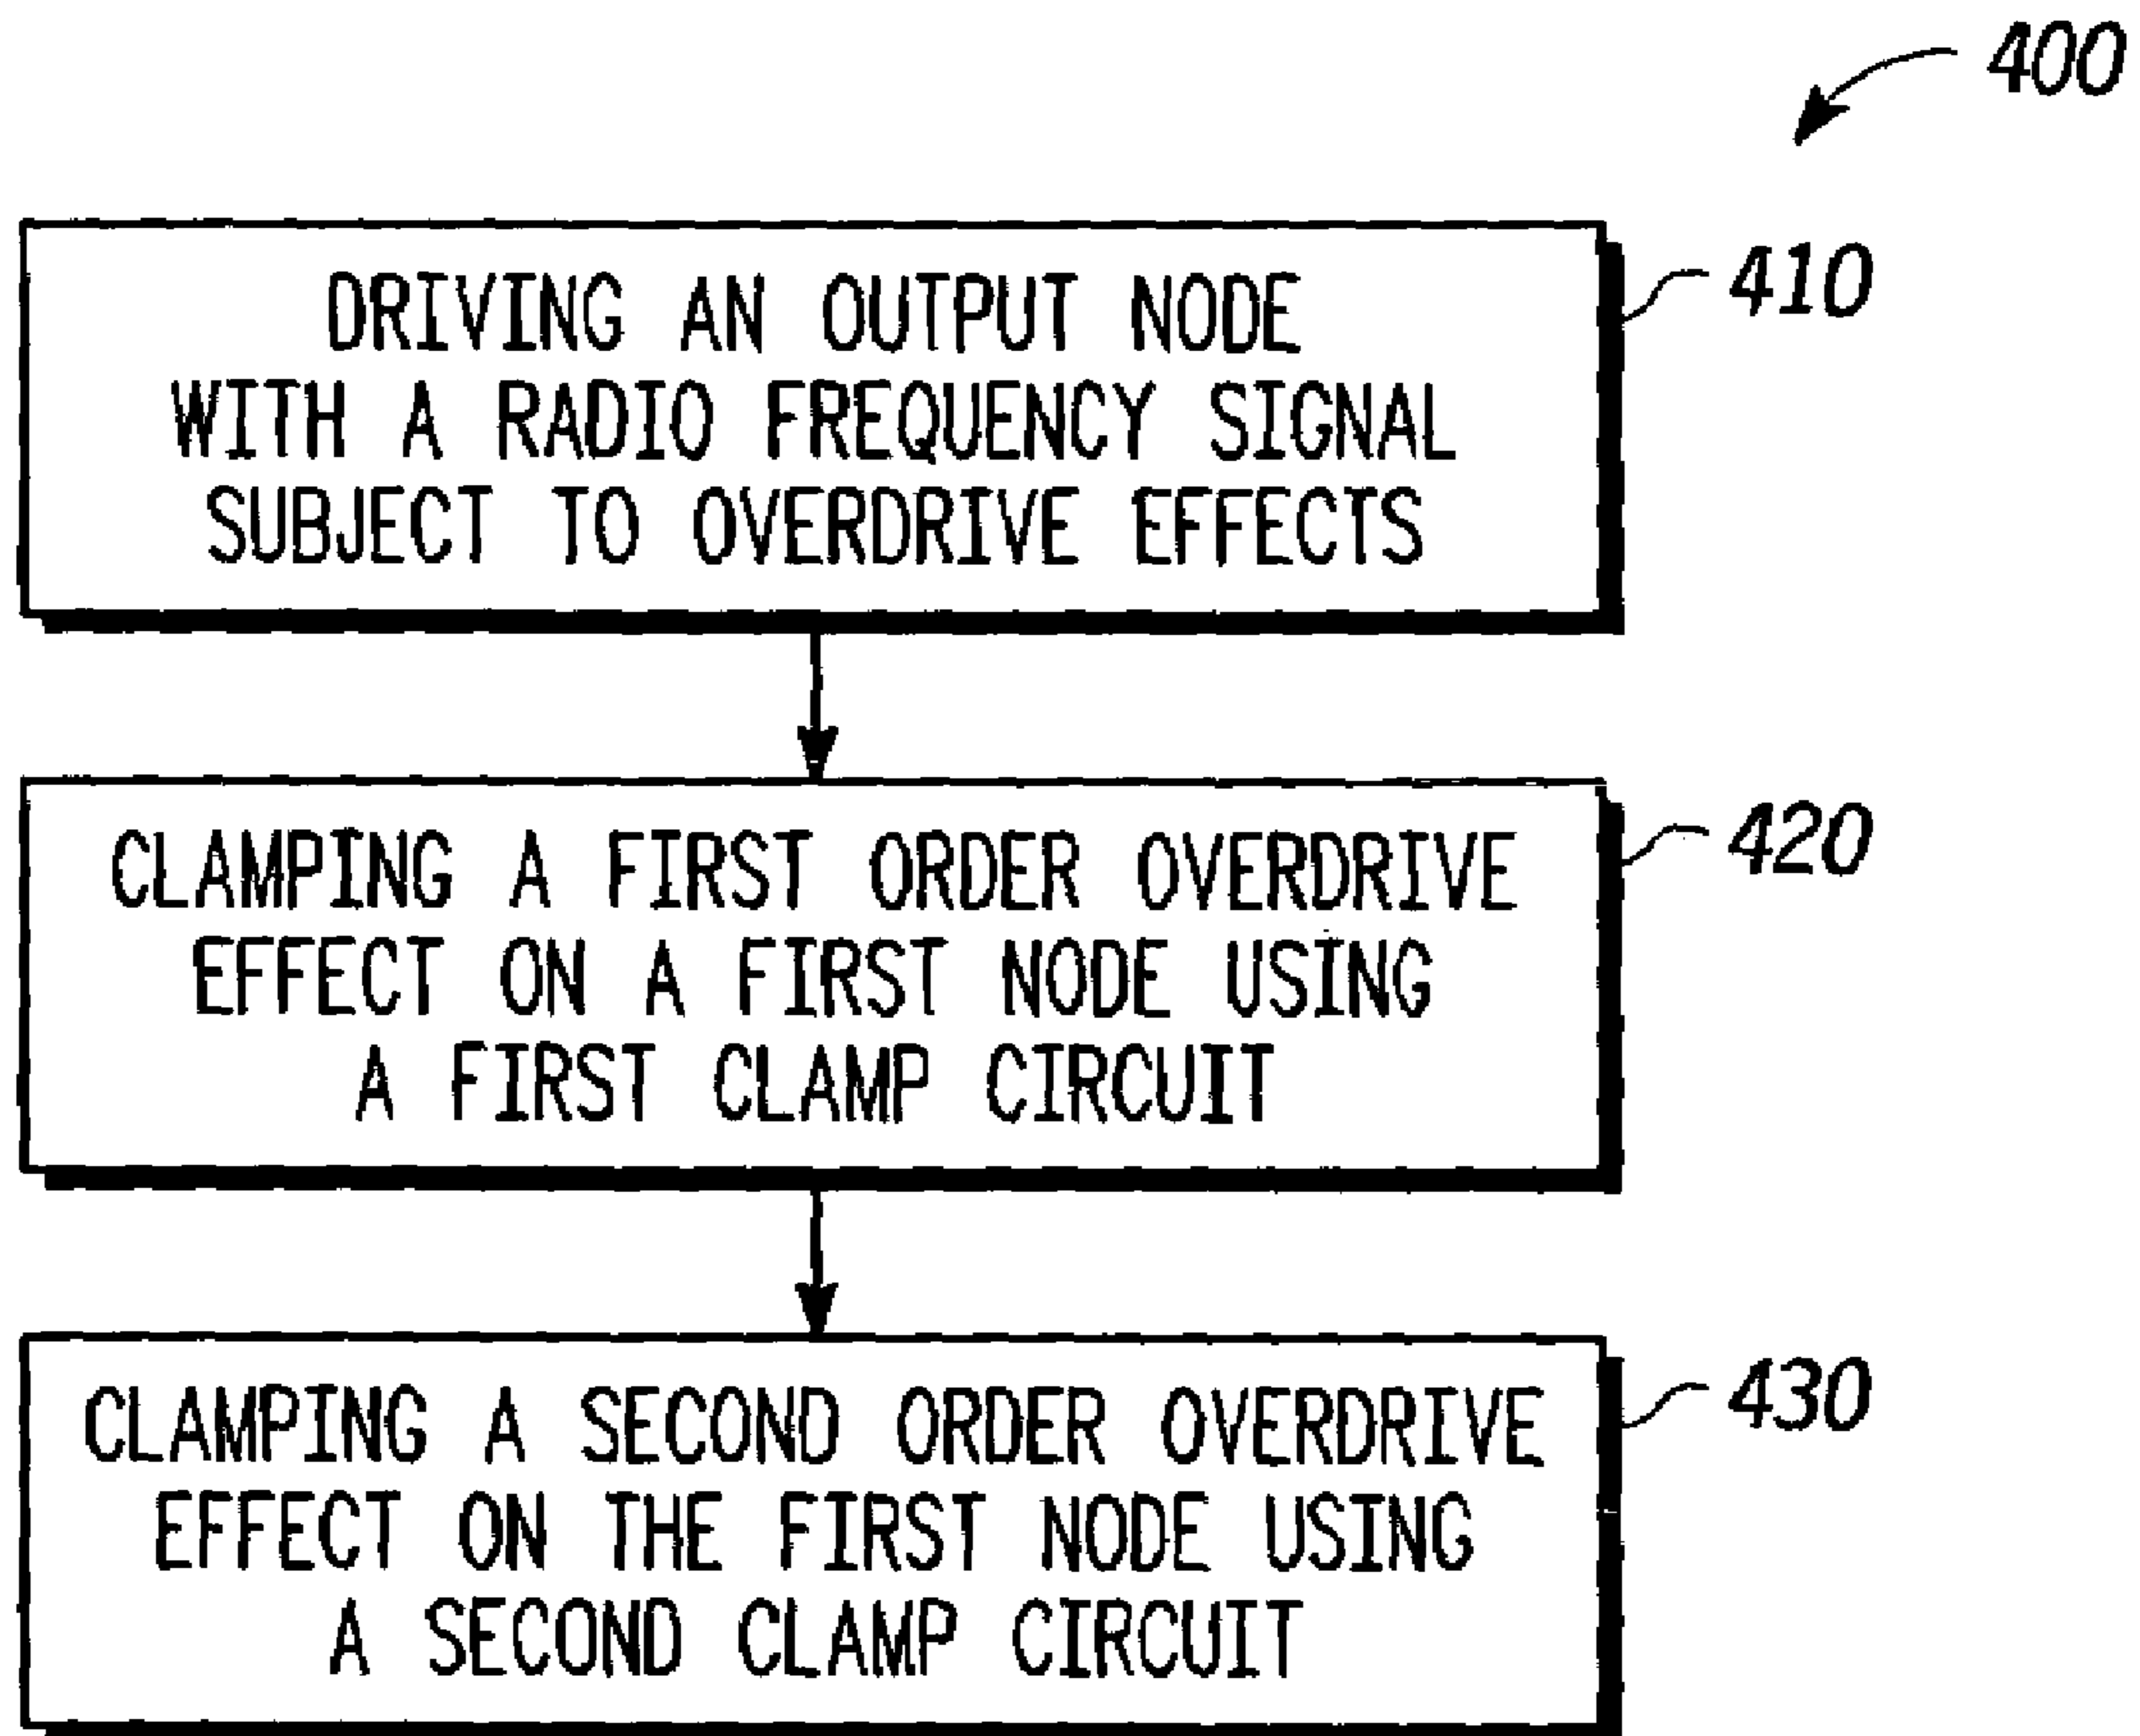 400
DRIVING AN OUTPUT NODE
WITH A RADIO FREQUENCY SIGNAL
SUBJECT TO OVERDRIVE EFFECTS
410
CLAMPING A FIRST ORDER OVERDRIVE
EFFECT ON A FIRST NODE USING
A FIRST CLAMP CIRCUIT
420
CLAMPING A SECOND ORDER OVERDRIVE
EFFECT ON THE FIRST NODE USING
A SECOND CLAMP CIRCUIT
430